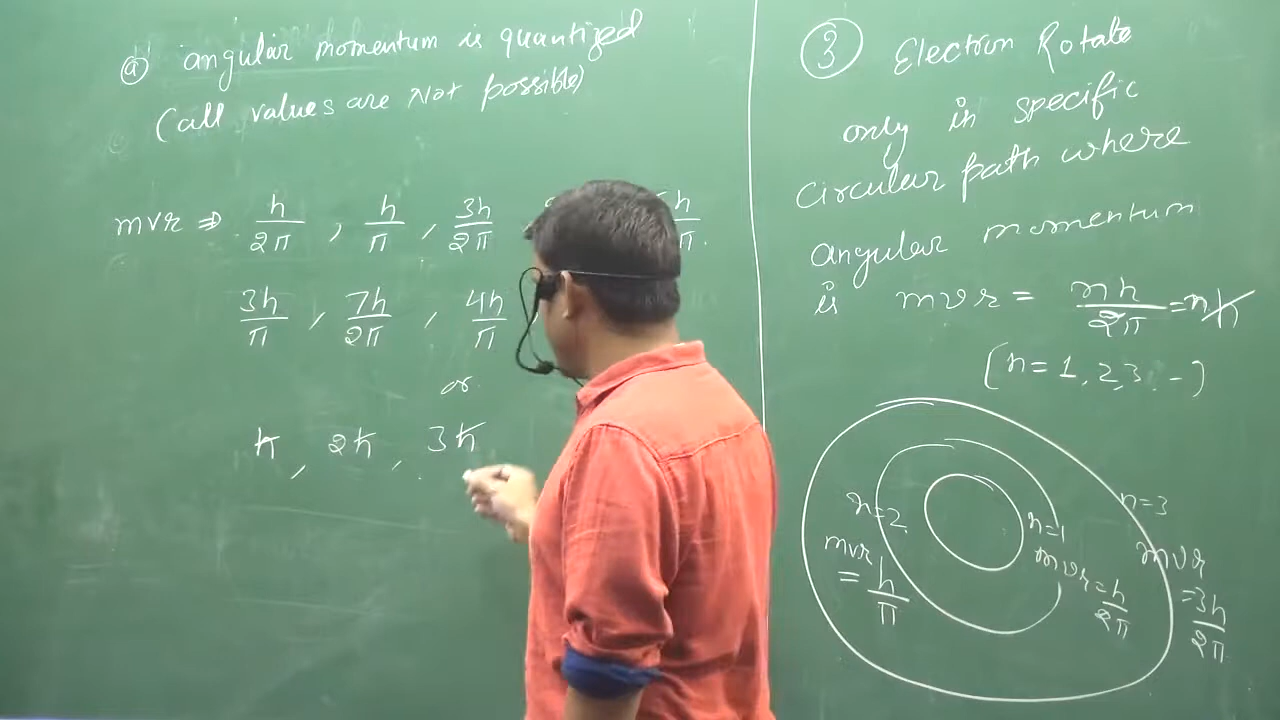 (a) angular momentum is quantized
(all values are Not possible)
mvr ⇒ h/2π , h/π , 3h/2π , h/π .
3h/π , 7h/2π , 4h/π
or
ħ , 2ħ , 3ħ
③ Electron Rotate
only in specific
circular path where
angular momentum
is mvr = nh/2π = nħ
(n = 1, 2, 3 - -)
n=3
n=2
n=1
mvr = h/π
mvr = h/2π
mvr = 3h/2π